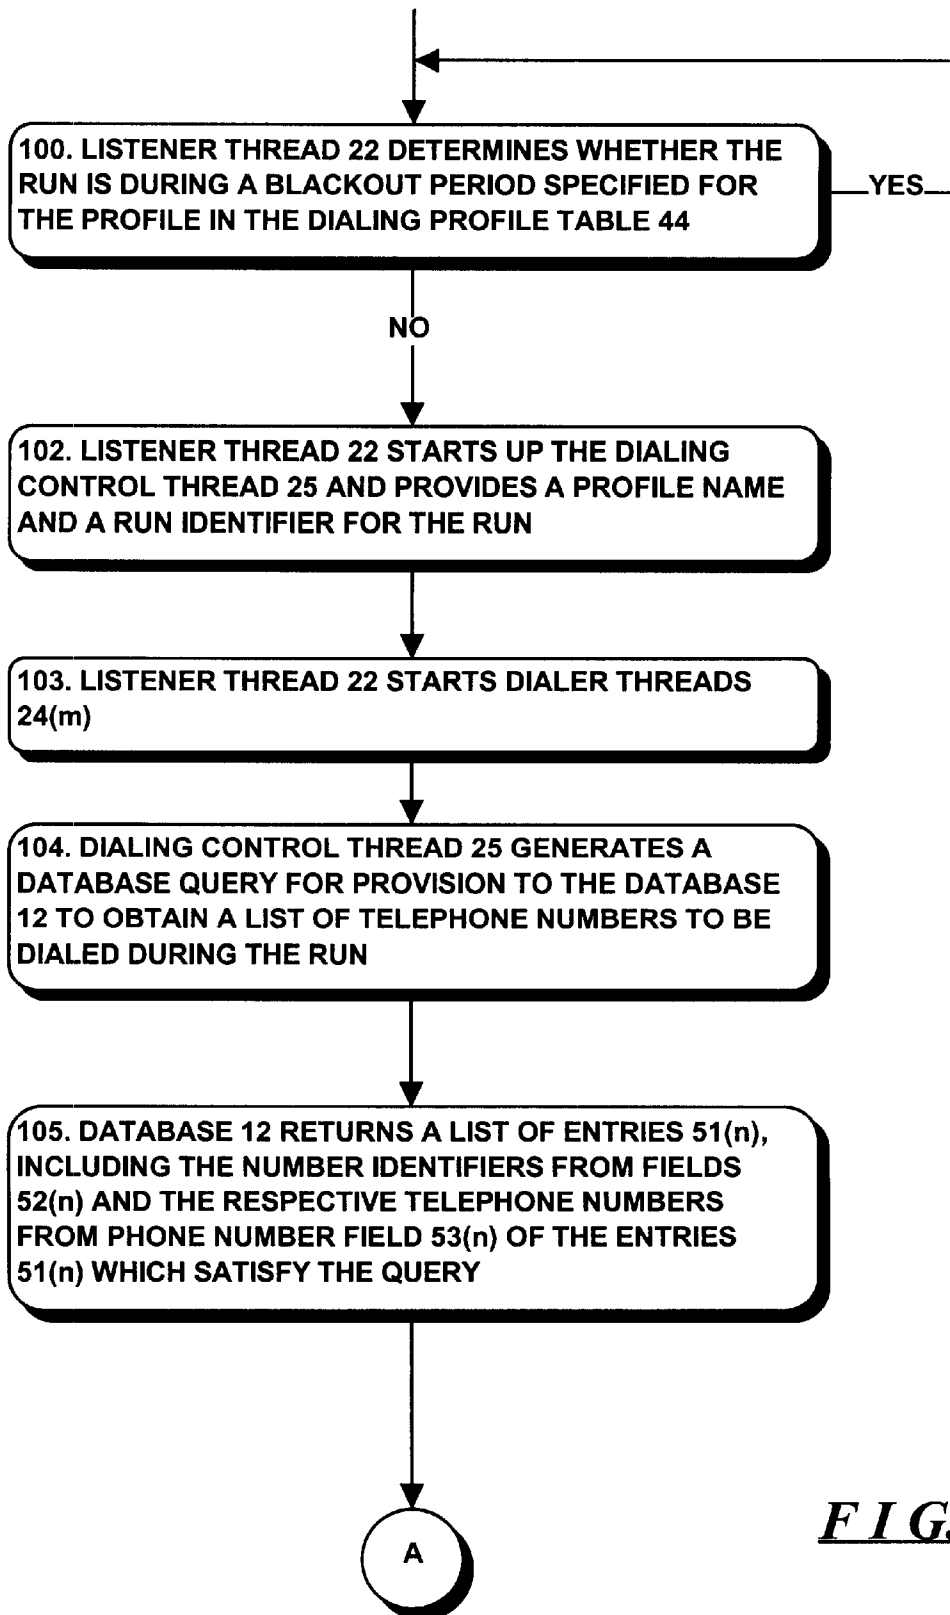 100. LISTENER THREAD 22 DETERMINES WHETHER THE
RUN IS DURING A BLACKOUT PERIOD SPECIFIED FOR
THE PROFILE IN THE DIALING PROFILE TABLE 44
YES
NO
102. LISTENER THREAD 22 STARTS UP THE DIALING
CONTROL THREAD 25 AND PROVIDES A PROFILE NAME
AND A RUN IDENTIFIER FOR THE RUN
103. LISTENER THREAD 22 STARTS DIALER THREADS
24(m)
104. DIALING CONTROL THREAD 25 GENERATES A
DATABASE QUERY FOR PROVISION TO THE DATABASE
12 TO OBTAIN A LIST OF TELEPHONE NUMBERS TO BE
DIALED DURING THE RUN
105. DATABASE 12 RETURNS A LIST OF ENTRIES 51(n),
INCLUDING THE NUMBER IDENTIFIERS FROM FIELDS
52(n) AND THE RESPECTIVE TELEPHONE NUMBERS
FROM PHONE NUMBER FIELD 53(n) OF THE ENTRIES
51(n) WHICH SATISFY THE QUERY
A
FIG.